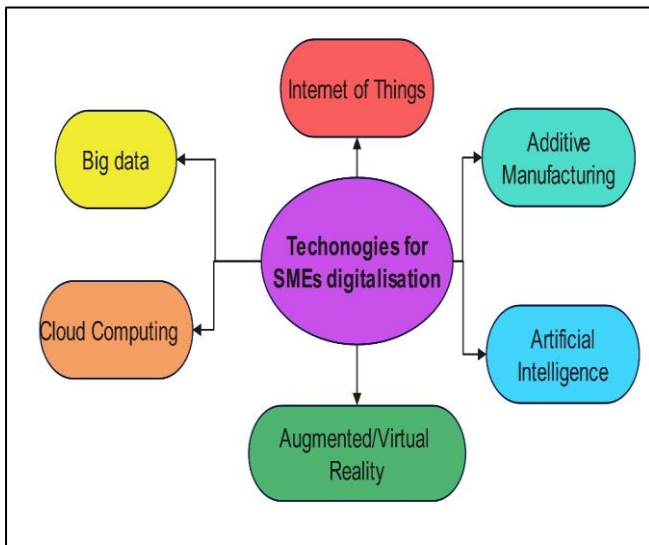 Internet of Things
Big data
Additive
Manufacturing
Techonogies for
SMEs digitalisation
Cloud Computing
Artificial
Intelligence
Augmented/Virtual
Reality